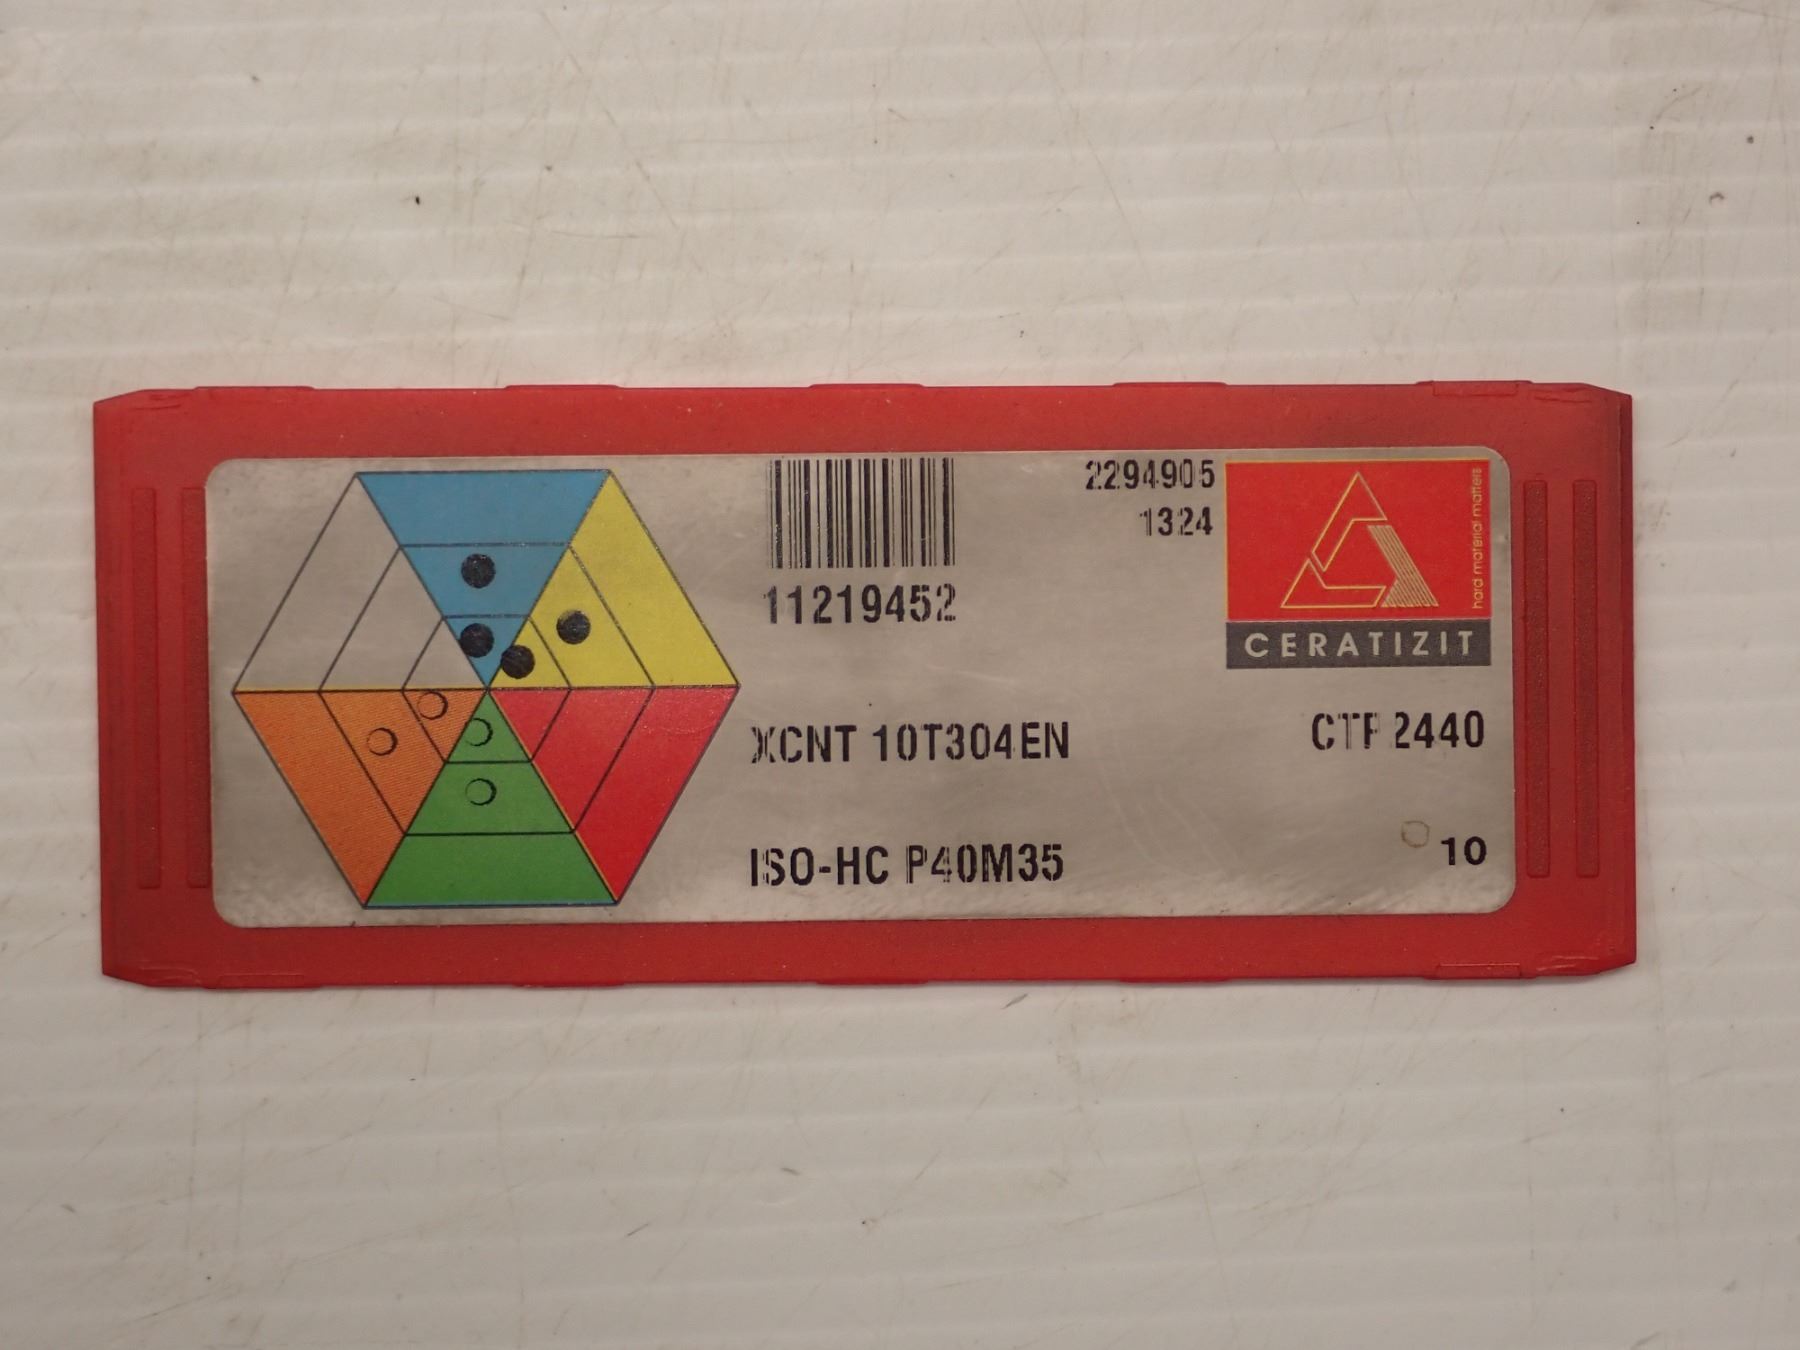 11219452
2294905
1324
hard material matters
CERATIZIT
XCNT 10T304EN
CTP 2440
ISO-HC P40M35
10